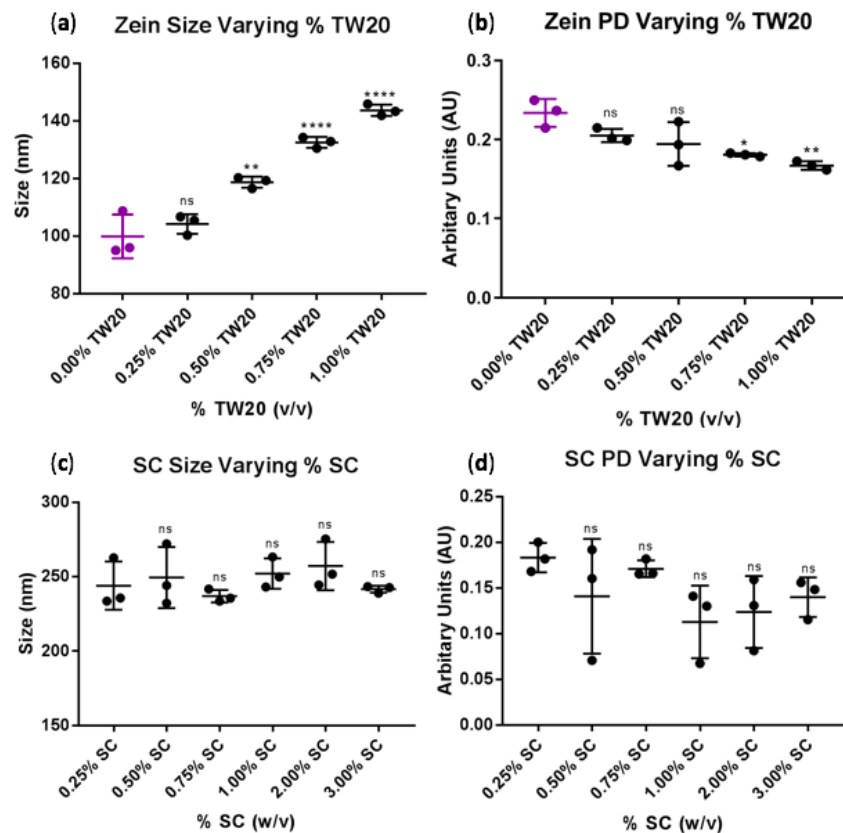 (a) Zein Size Varying % TW20
Size (nm)
160
140
120
100
80
ns
**
****
****
0.00% TW20
0.25% TW20
0.50% TW20
0.75% TW20
1.00% TW20
% TW20 (v/v)
(b) Zein PD Varying % TW20
Arbitary Units (AU)
0.3
0.2
0.1
0.0
ns
ns
*
**
0.00% TW20
0.25% TW20
0.50% TW20
0.75% TW20
1.00% TW20
% TW20 (v/v)
(c) SC Size Varying % SC
Size (nm)
300
250
200
150
ns
ns
ns
ns
ns
0.25% SC
0.50% SC
0.75% SC
1.00% SC
2.00% SC
3.00% SC
% SC (w/v)
(d) SC PD Varying % SC
Arbitary Units (AU)
0.25
0.20
0.15
0.10
0.05
0.00
ns
ns
ns
ns
ns
0.25% SC
0.50% SC
0.75% SC
1.00% SC
2.00% SC
3.00% SC
% SC (w/v)